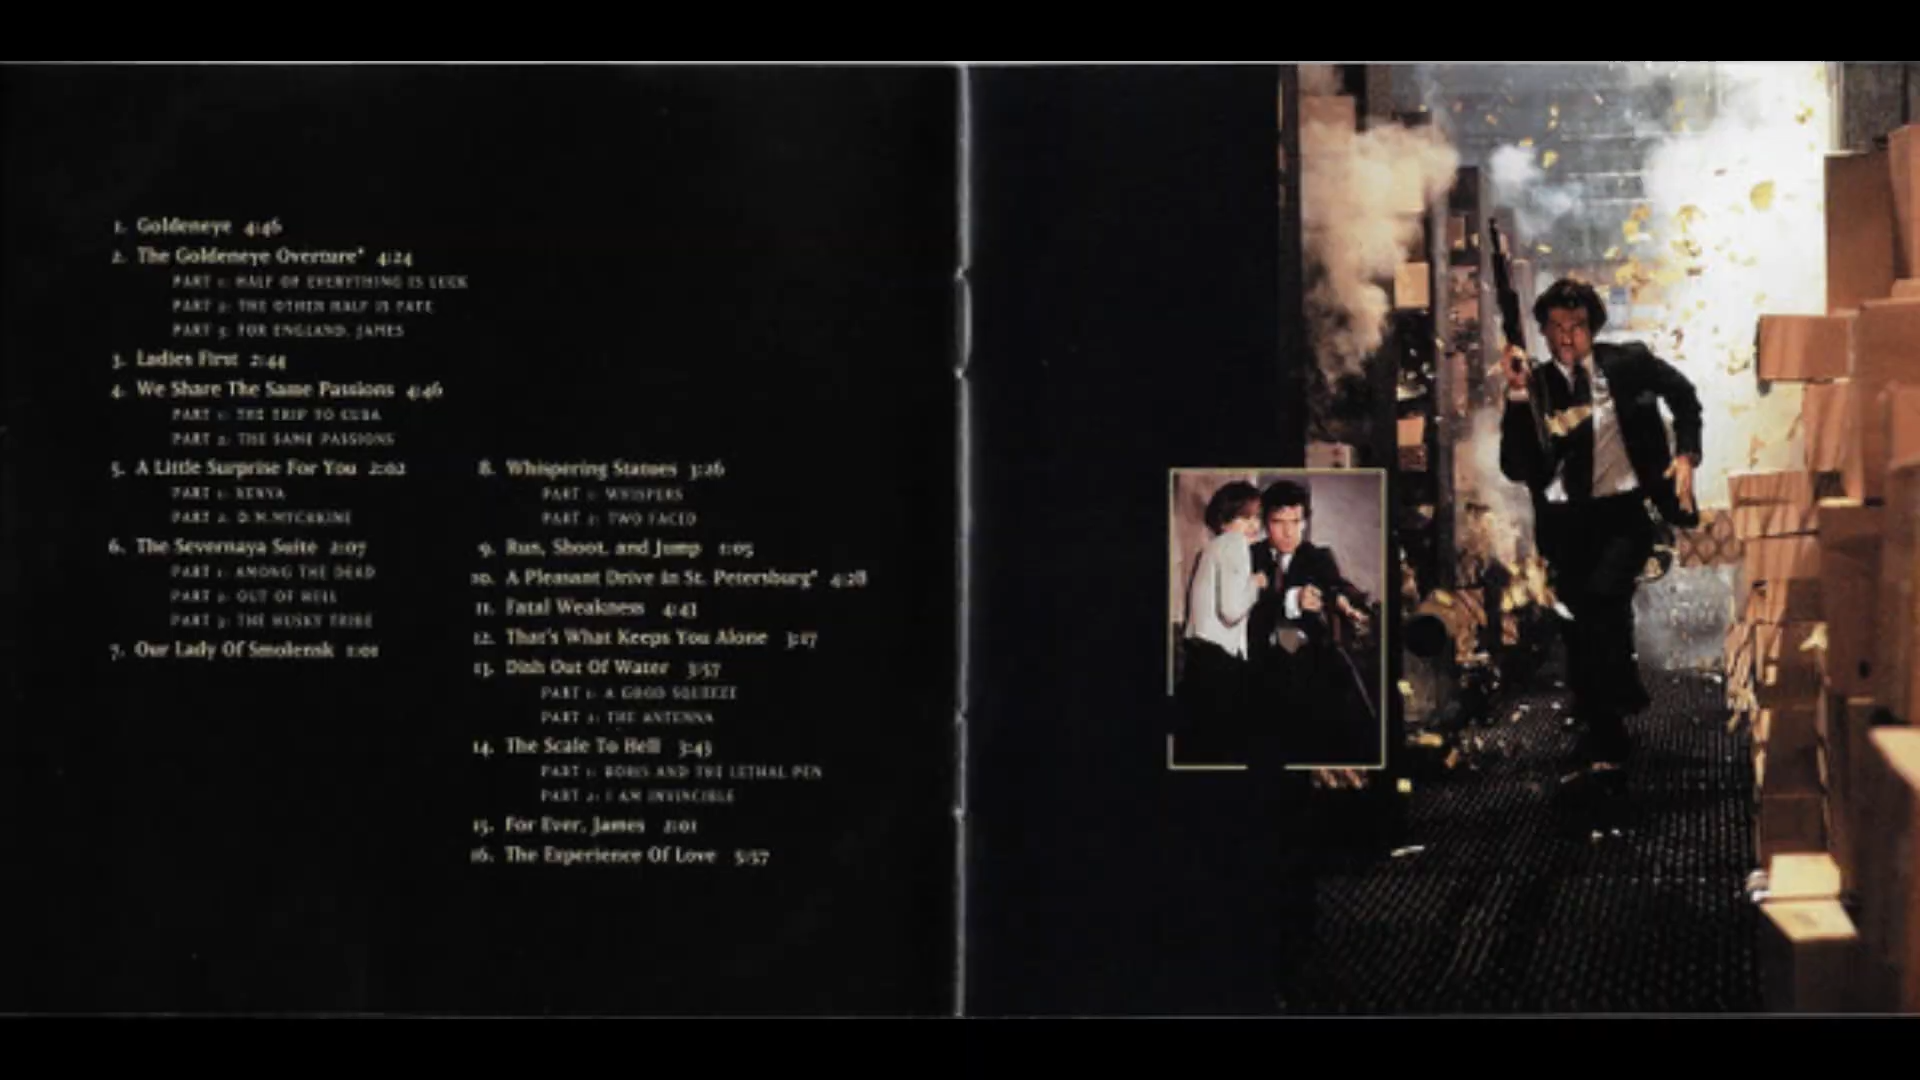 1. Goldeneye 4:46
2. The Goldeneye Overture* 4:24
PART 1: HALF OF EVERYTHING IS LUCK
PART 2: THE OTHER HALF IS FATE
PART 3: FOR ENGLAND, JAMES
3. Ladies First 2:44
4. We Share The Same Passions 4:46
PART 1: THE TRIP TO CUBA
PART 2: THE SAME PASSIONS
5. A Little Surprise For You 2:02
PART 1: XENYA
PART 2: D.M.MYCHKINE
6. The Severnaya Suite 2:07
PART 1: AMONG THE DEAD
PART 2: OUT OF HELL
PART 3: THE HUSKY TRIBE
7. Our Lady Of Smolensk 1:01
8. Whispering Statues 3:26
PART 1: WHISPERS
PART 2: TWO FACED
9. Run, Shoot, and Jump 1:05
10. A Pleasant Drive in St. Petersburg* 4:28
11. Fatal Weakness 4:43
12. That's What Keeps You Alone 3:17
13. Dish Out Of Water 3:57
PART 1: A GOOD SQUEEZE
PART 2: THE ANTENNA
14. The Scale To Hell 3:43
PART 1: BORIS AND THE LETHAL PEN
PART 2: I AM INVINCIBLE
15. For Ever, James 2:01
16. The Experience Of Love 5:57